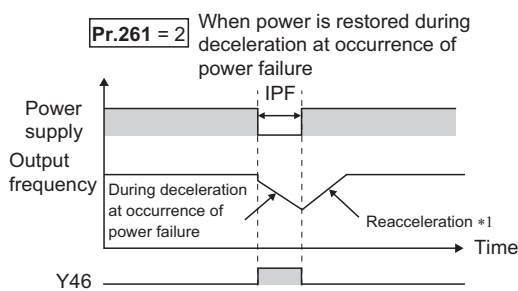 Pr.261 = 2
When power is restored during
deceleration at occurrence of
power failure
IPF
Power
supply
Output
frequency
During deceleration
at occurrence of
power failure
Reacceleration *1
Time
Y46